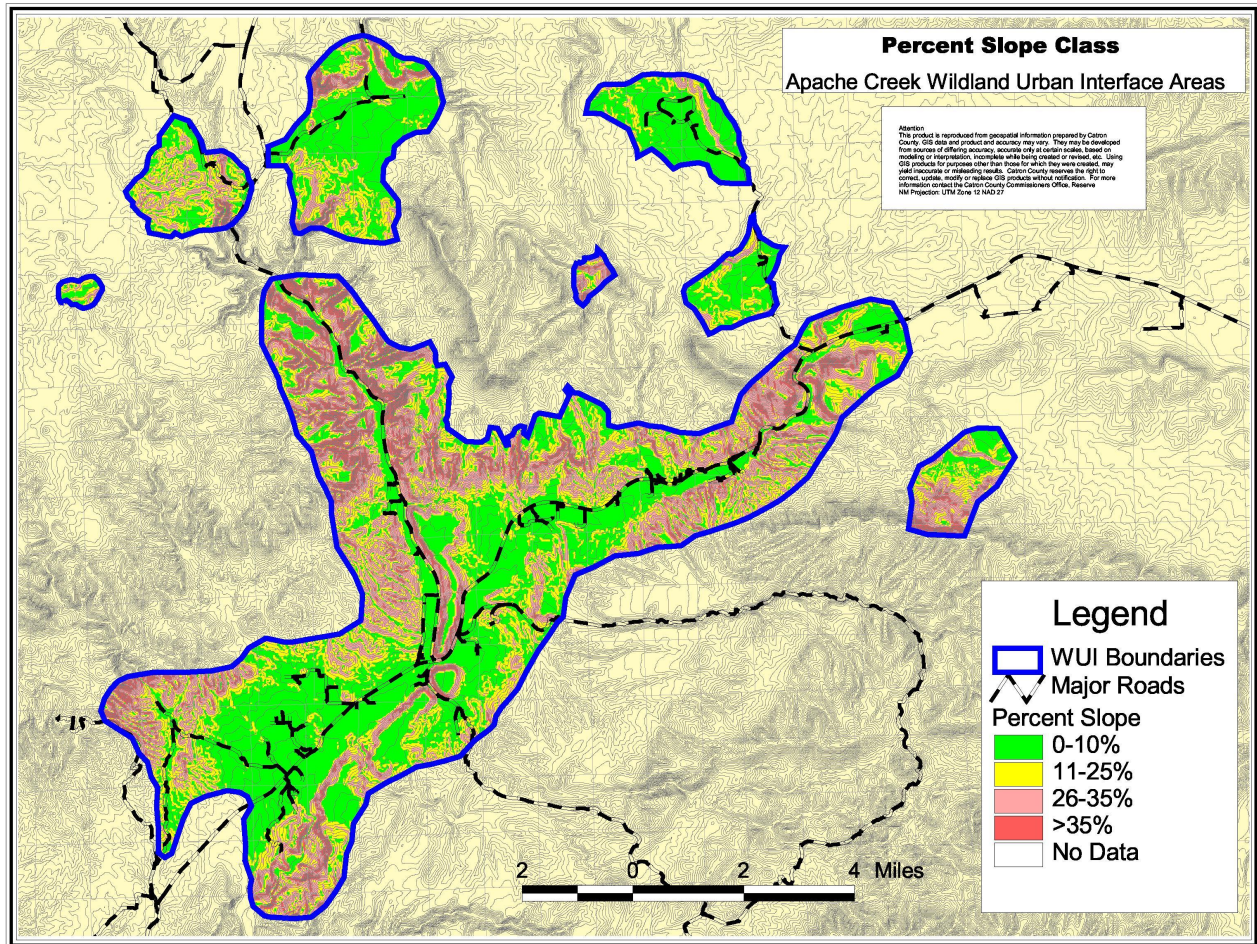 Percent Slope Class
Apache Creek Wildland Urban Interface Areas
Attention
This product is reproduced from geospatial information prepared by Catron
County. GIS data and product and accuracy may vary. They may be developed
from sources of differing accuracy, accurate only at certain scales, based on
modeling or interpretation, incomplete while being created or revised, etc. Using
GIS products for purposes other than those for which they were created, may
yield inaccurate or misleading results. Catron County reserves the right to
correct, update, modify or replace GIS products without notification. For more
information contact the Catron County Commissioners Office, Reserve
NM Projection: UTM Zone 12 NAD 27
Legend
WUI Boundaries
Major Roads
Percent Slope
0-10%
11-25%
26-35%
>35%
No Data
2 0 2 4 Miles